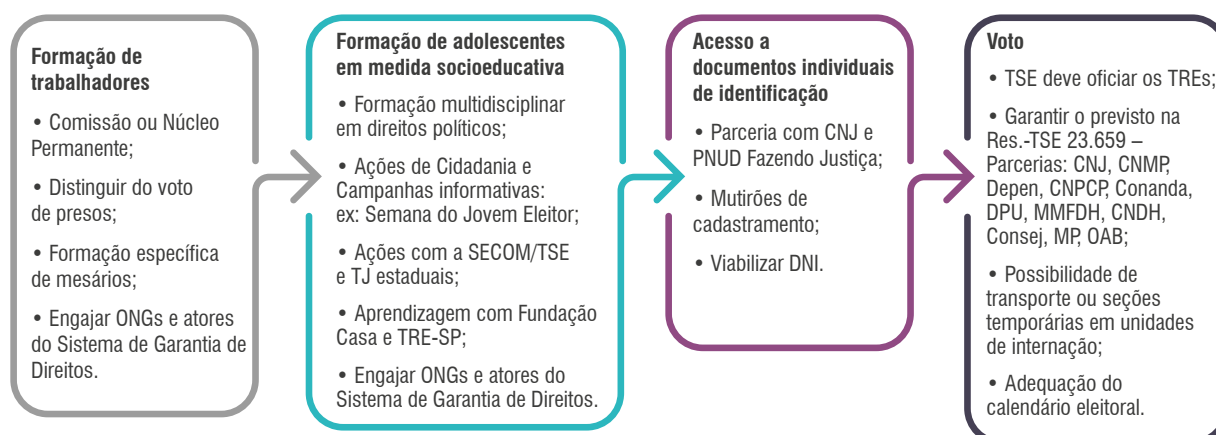 Formação de
trabalhadores
• Comissão ou Núcleo
Permanente;
• Distinguir do voto
de presos;
• Formação específica
de mesários;
• Engajar ONGs e atores
do Sistema de Garantia de
Direitos.
Formação de adolescentes
em medida socioeducativa
• Formação multidisciplinar
em direitos políticos;
• Ações de Cidadania e
Campanhas informativas:
ex: Semana do Jovem Eleitor;
• Ações com a SECOM/TSE
e TJ estaduais;
• Aprendizagem com Fundação
Casa e TRE-SP;
• Engajar ONGs e atores do
Sistema de Garantia de Direitos.
Acesso a
documentos individuais
de identificação
• Parceria com CNJ e
PNUD Fazendo Justiça;
• Mutirões de
cadastramento;
• Viabilizar DNI.
Voto
• TSE deve oficiar os TREs;
• Garantir o previsto na
Res.-TSE 23.659 –
Parcerias: CNJ, CNMP,
Depen, CNPCP, Conanda,
DPU, MMFDH, CNDH,
Consej, MP, OAB;
• Possibilidade de
transporte ou seções
temporárias em unidades
de internação;
• Adequação do
calendário eleitoral.